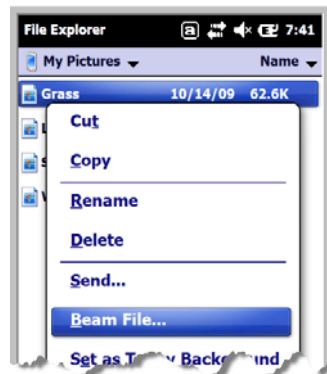 File Explorer a 7:41
My Pictures Name
Grass 10/14/09 62.6K
L Cut
S Copy
Rename
Delete
Send...
Beam File...
Set as